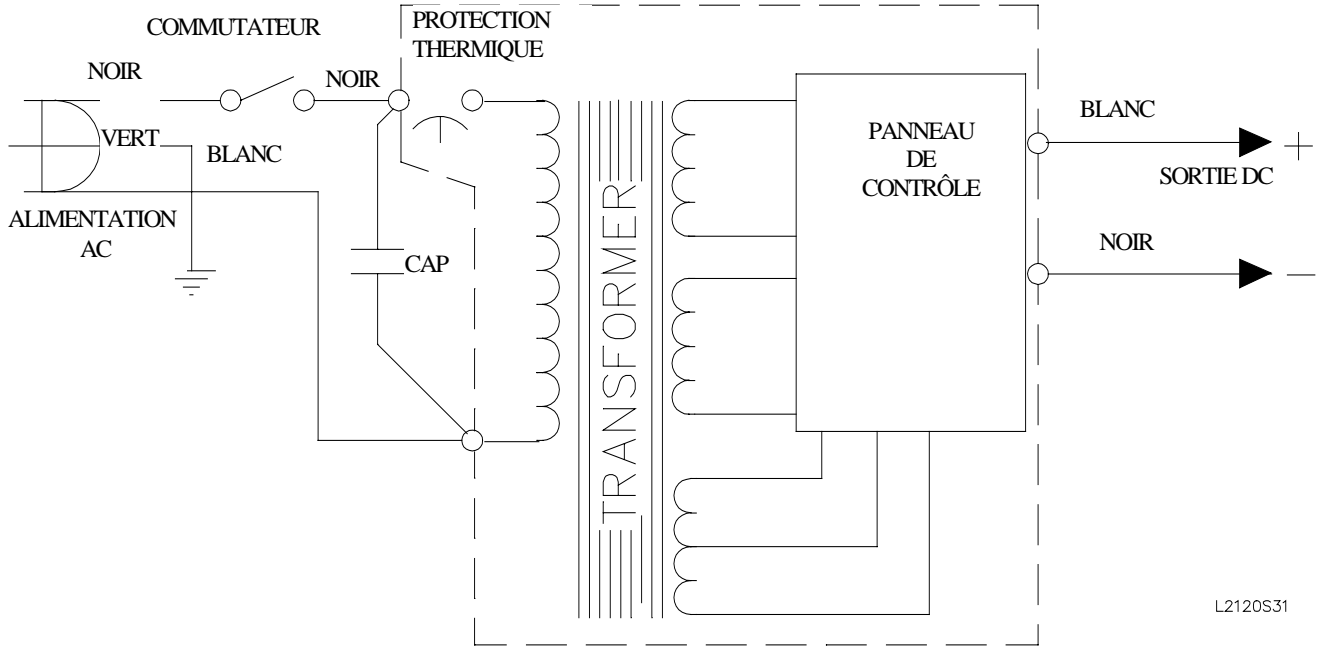 COMMUTATEUR
PROTECTION
THERMIQUE
NOIR
NOIR
VERT
BLANC
ALIMENTATION
AC
CAP
TRANSFORMER
PANNEAU
DE
CONTRÔLE
BLANC
+
SORTIE DC
NOIR
—
L2120S31